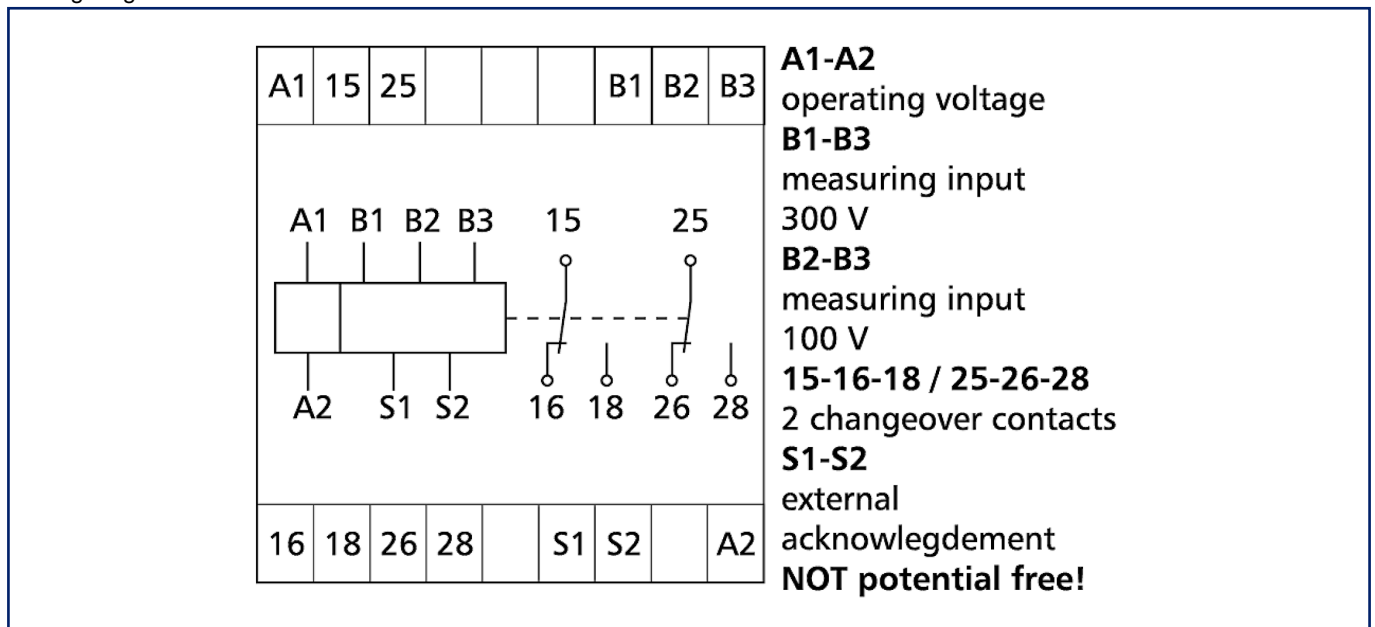 A1 15 25 B1 B2 B3
A1 B1 B2 B3 15 25
A2 S1 S2 16 18 26 28
16 18 26 28 S1 S2 A2
A1-A2
operating voltage
B1-B3
measuring input
300 V
B2-B3
measuring input
100 V
15-16-18 / 25-26-28
2 changeover contacts
S1-S2
external
acknowlegdement
NOT potential free!